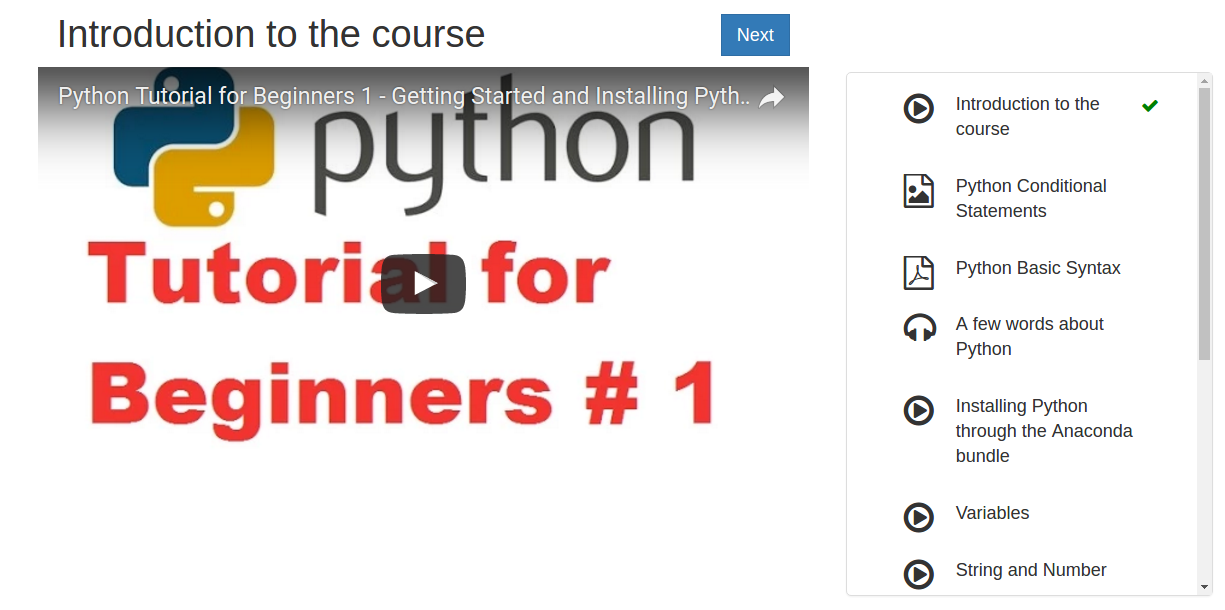 Introduction to the course
Next
Python Tutorial for Beginners 1 - Getting Started and Installing Pyth..
python
Tutorial for
Beginners # 1
Introduction to the
course
Python Conditional
Statements
Python Basic Syntax
A few words about
Python
Installing Python
through the Anaconda
bundle
Variables
String and Number